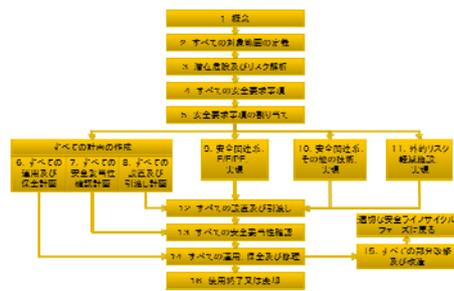 1. 概念
2. すべての対象範囲の定義
3. 潜在危険及びリスク解析
4. すべての安全要求事項
5. 安全要求事項の割り当て
すべての計画の作成
6. すべての
運用及び
保全計画
7. すべての
安全妥当性
確認計画
8. すべての
設置及び
引渡し計画
9. 安全関連系,
E/E/PE,
実現
10. 安全関連系,
その他の技術,
実現
11. 外的リスク
軽減施設,
実現
12. すべての設置及び引渡し
適切な安全ライフサイクル
フェーズに戻る
13. すべての安全妥当性確認
14. すべての運用, 保全及び修理
15. すべての部分改修
及び改造
16. 使用終了又は廃却